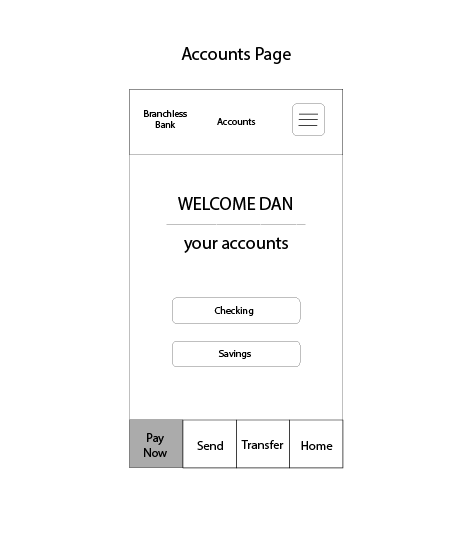 Accounts Page
Branchless
Bank
Accounts
WELCOME DAN
your accounts
Checking
Savings
Pay
Now
Send
Transfer
Home